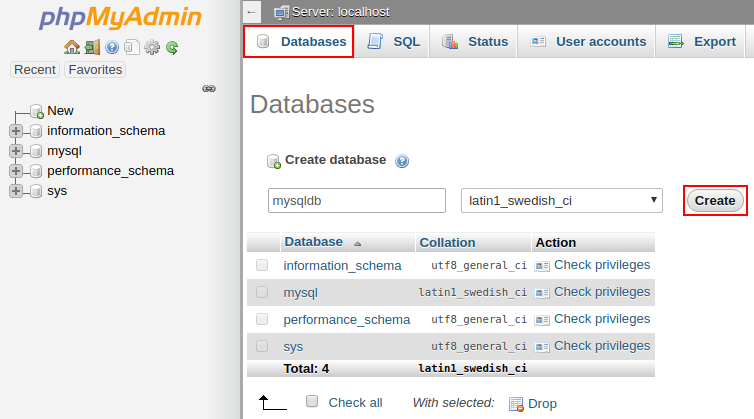 phpMyAdmin
Recent Favorites
New
information_schema
mysql
performance_schema
sys
← Server: localhost
Databases SQL Status User accounts Export
Databases
Create database
mysqldb latin1_swedish_ci Create
Database Collation Action
information_schema utf8_general_ci Check privileges
mysql latin1_swedish_ci Check privileges
performance_schema utf8_general_ci Check privileges
sys utf8_general_ci Check privileges
Total: 4 latin1_swedish_ci
Check all With selected: Drop